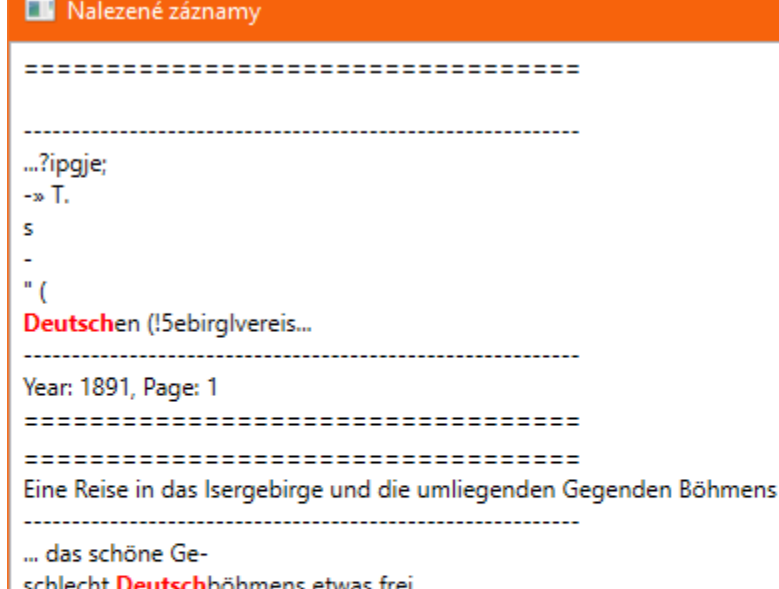 Nalezené záznamy
==================================
------------------------------------------------------------
...?ipgje;
-» T.
s
-
" (
Deutschen (!5ebirglvereis...
------------------------------------------------------------
Year: 1891, Page: 1
==================================
==================================
Eine Reise in das Isergebirge und die umliegenden Gegenden Böhmens
------------------------------------------------------------
... das schöne Ge-
schlecht Deutschböhmens etwas frei